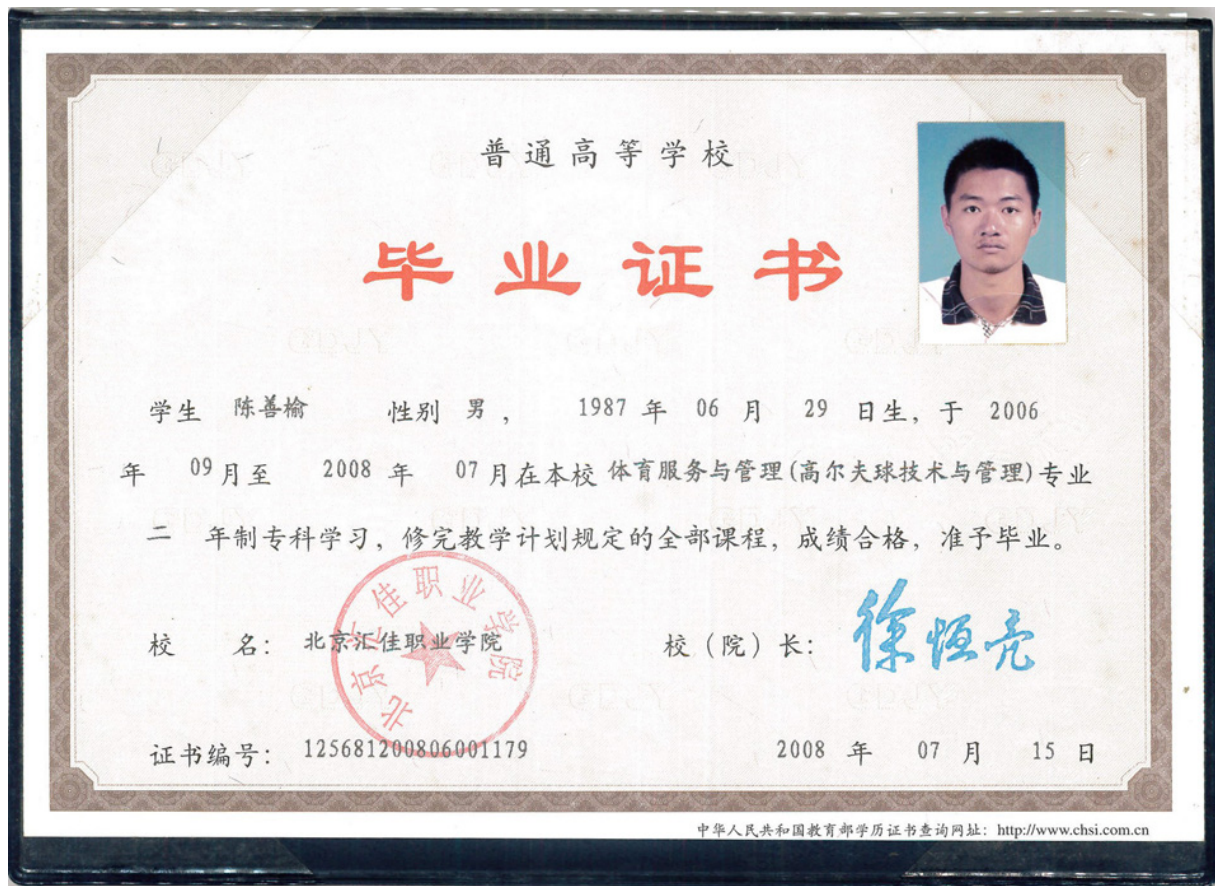 普通高等学校
毕业证书
学生 陈善榆 性别 男， 1987 年 06 月 29 日生，于 2006
年 09月至 2008 年 07月在本校 体育服务与管理(高尔夫球技术与管理)专业
二 年制专科学习，修完教学计划规定的全部课程，成绩合格，准予毕业。
北京汇佳职业学院
校 名： 北京汇佳职业学院 校（院）长： 徐恒亮
证书编号： 125681200806001179 2008 年 07 月 15 日
中华人民共和国教育部学历证书查询网址：http://www.chsi.com.cn